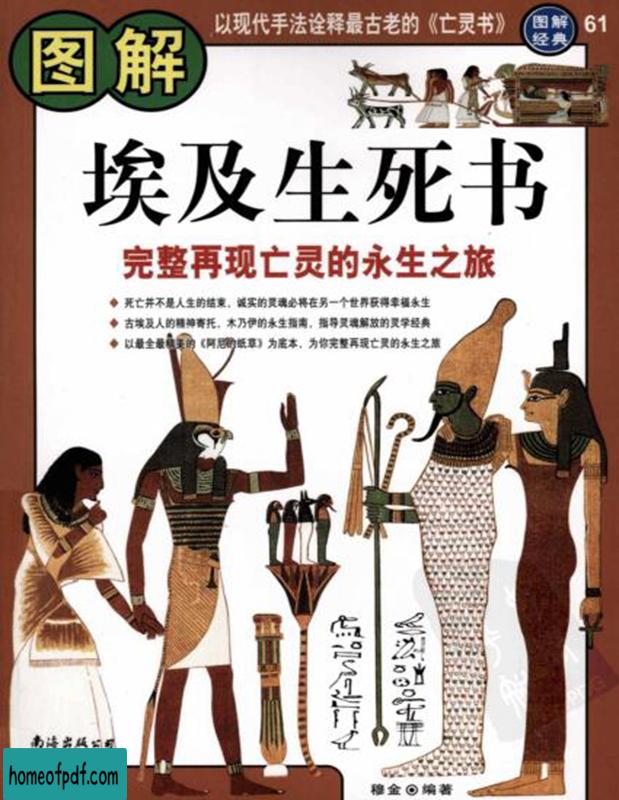 以现代手法诠释最古老的《亡灵书》
图解经典 61
图解
埃及生死书
完整再现亡灵的永生之旅
◆ 死亡并不是人生的结束，诚实的灵魂必将在另一个世界获得幸福永生
◆ 古埃及人的精神寄托，木乃伊的永生指南，指导灵魂解放的灵学经典
◆ 以最全最精美的《阿尼的纸草》为底本，为你完整再现亡灵的永生之旅
南海出版公司
homeofpdf.com
穆金◎编著